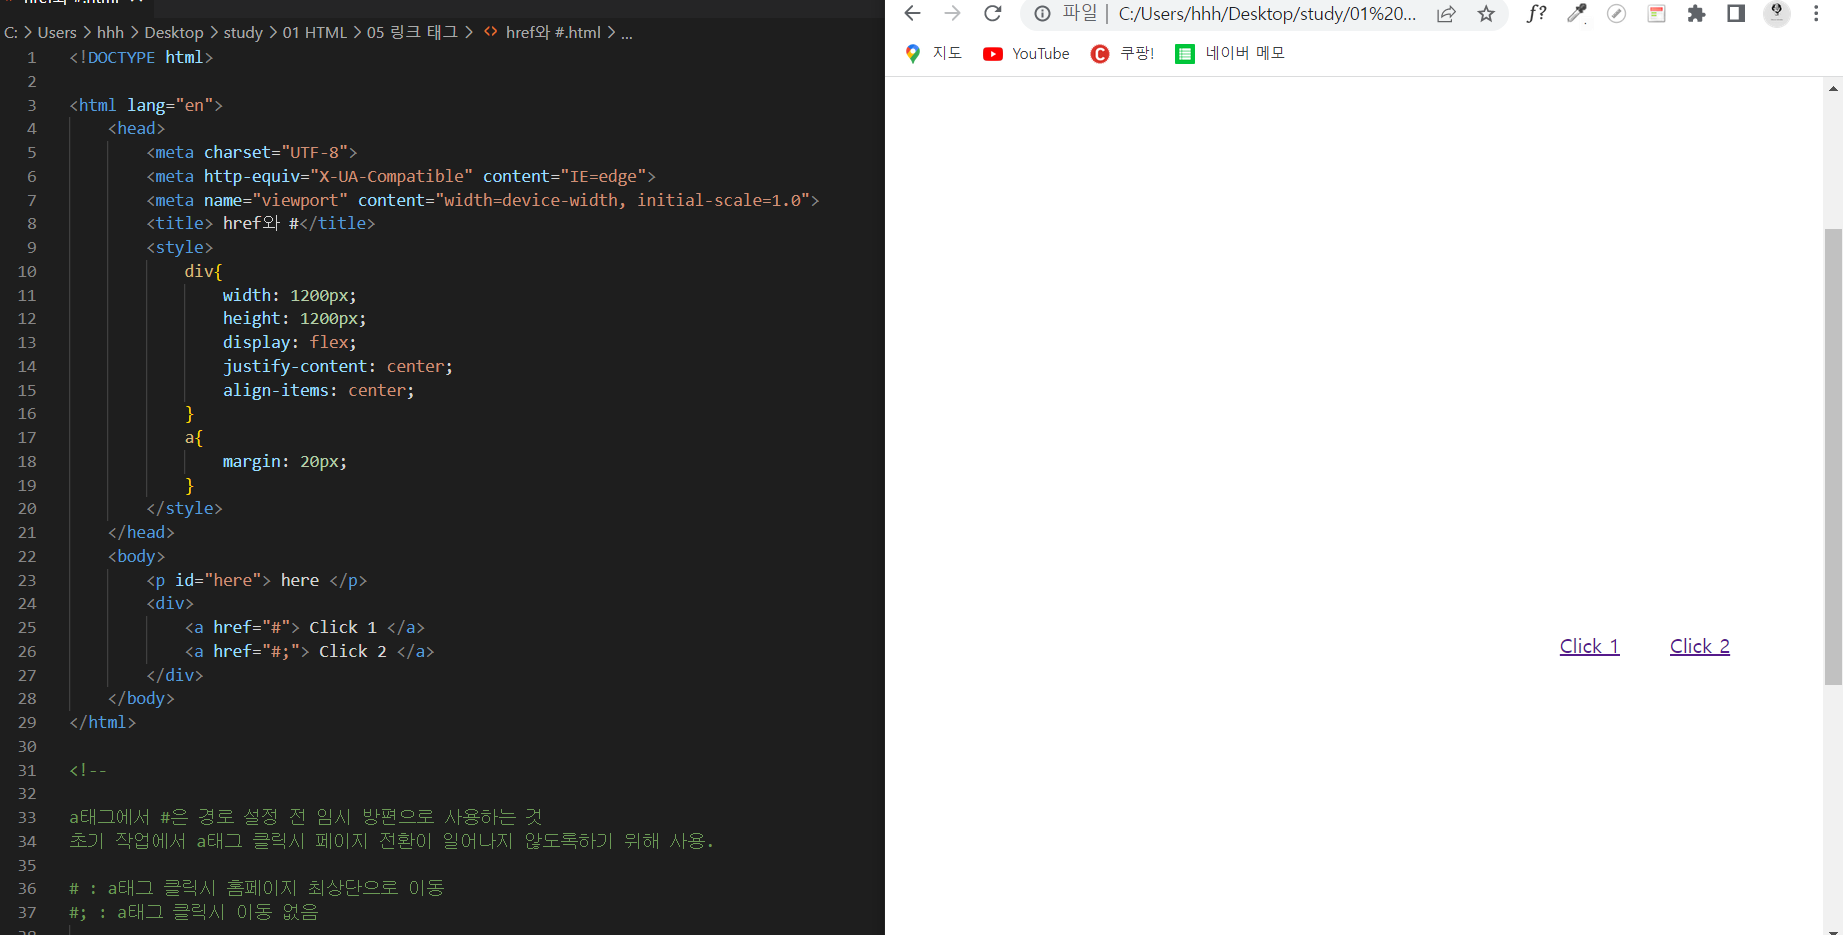 href와 #.html
C: > Users > hhh > Desktop > study > 01 HTML > 05 링크 태그 > <> href와 #.html > ...
1 <!DOCTYPE html>
2
3 <html lang="en">
4 <head>
5 <meta charset="UTF-8">
6 <meta http-equiv="X-UA-Compatible" content="IE=edge">
7 <meta name="viewport" content="width=device-width, initial-scale=1.0">
8 <title> href와 #</title>
9 <style>
10 div{
11 width: 1200px;
12 height: 1200px;
13 display: flex;
14 justify-content: center;
15 align-items: center;
16 }
17 a{
18 margin: 20px;
19 }
20 </style>
21 </head>
22 <body>
23 <p id="here"> here </p>
24 <div>
25 <a href="#"> Click 1 </a>
26 <a href="#;"> Click 2 </a>
27 </div>
28 </body>
29 </html>
30
31 <!--
32
33 a태그에서 #은 경로 설정 전 임시 방편으로 사용하는 것
34 초기 작업에서 a태그 클릭시 페이지 전환이 일어나지 않도록하기 위해 사용.
35
36 # : a태그 클릭시 홈페이지 최상단으로 이동
37 #; : a태그 클릭시 이동 없음
38
파일 | C:/Users/hhh/Desktop/study/01%20...
f?
지도 YouTube C 쿠팡! 네이버 메모
Click 1 Click 2